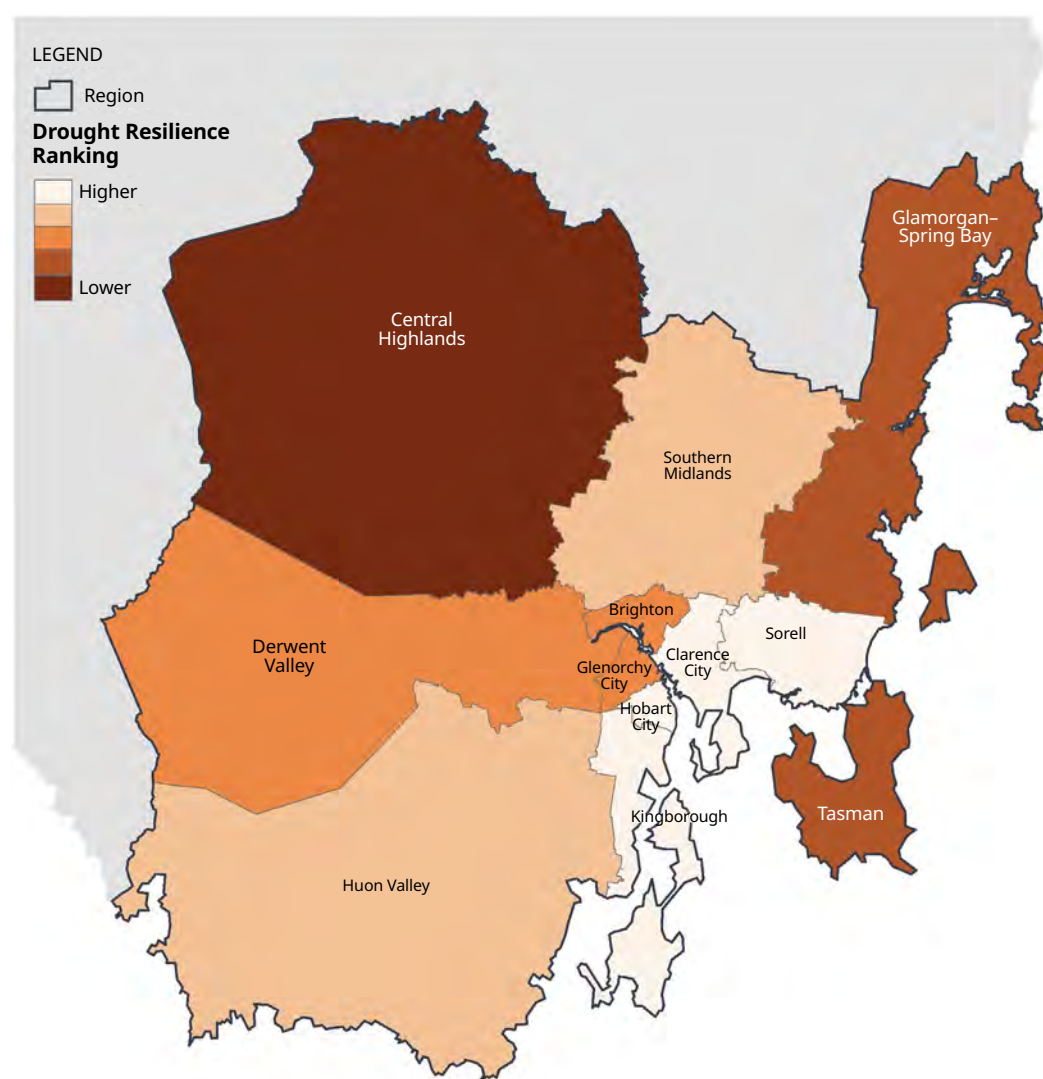 LEGEND
Region
Drought Resilience
Ranking
Higher
Lower
Glamorgan–
Spring Bay
Central
Highlands
Southern
Midlands
Brighton
Sorell
Derwent
Valley
Clarence
City
Glenorchy
City
Hobart
City
Kingborough
Tasman
Huon Valley